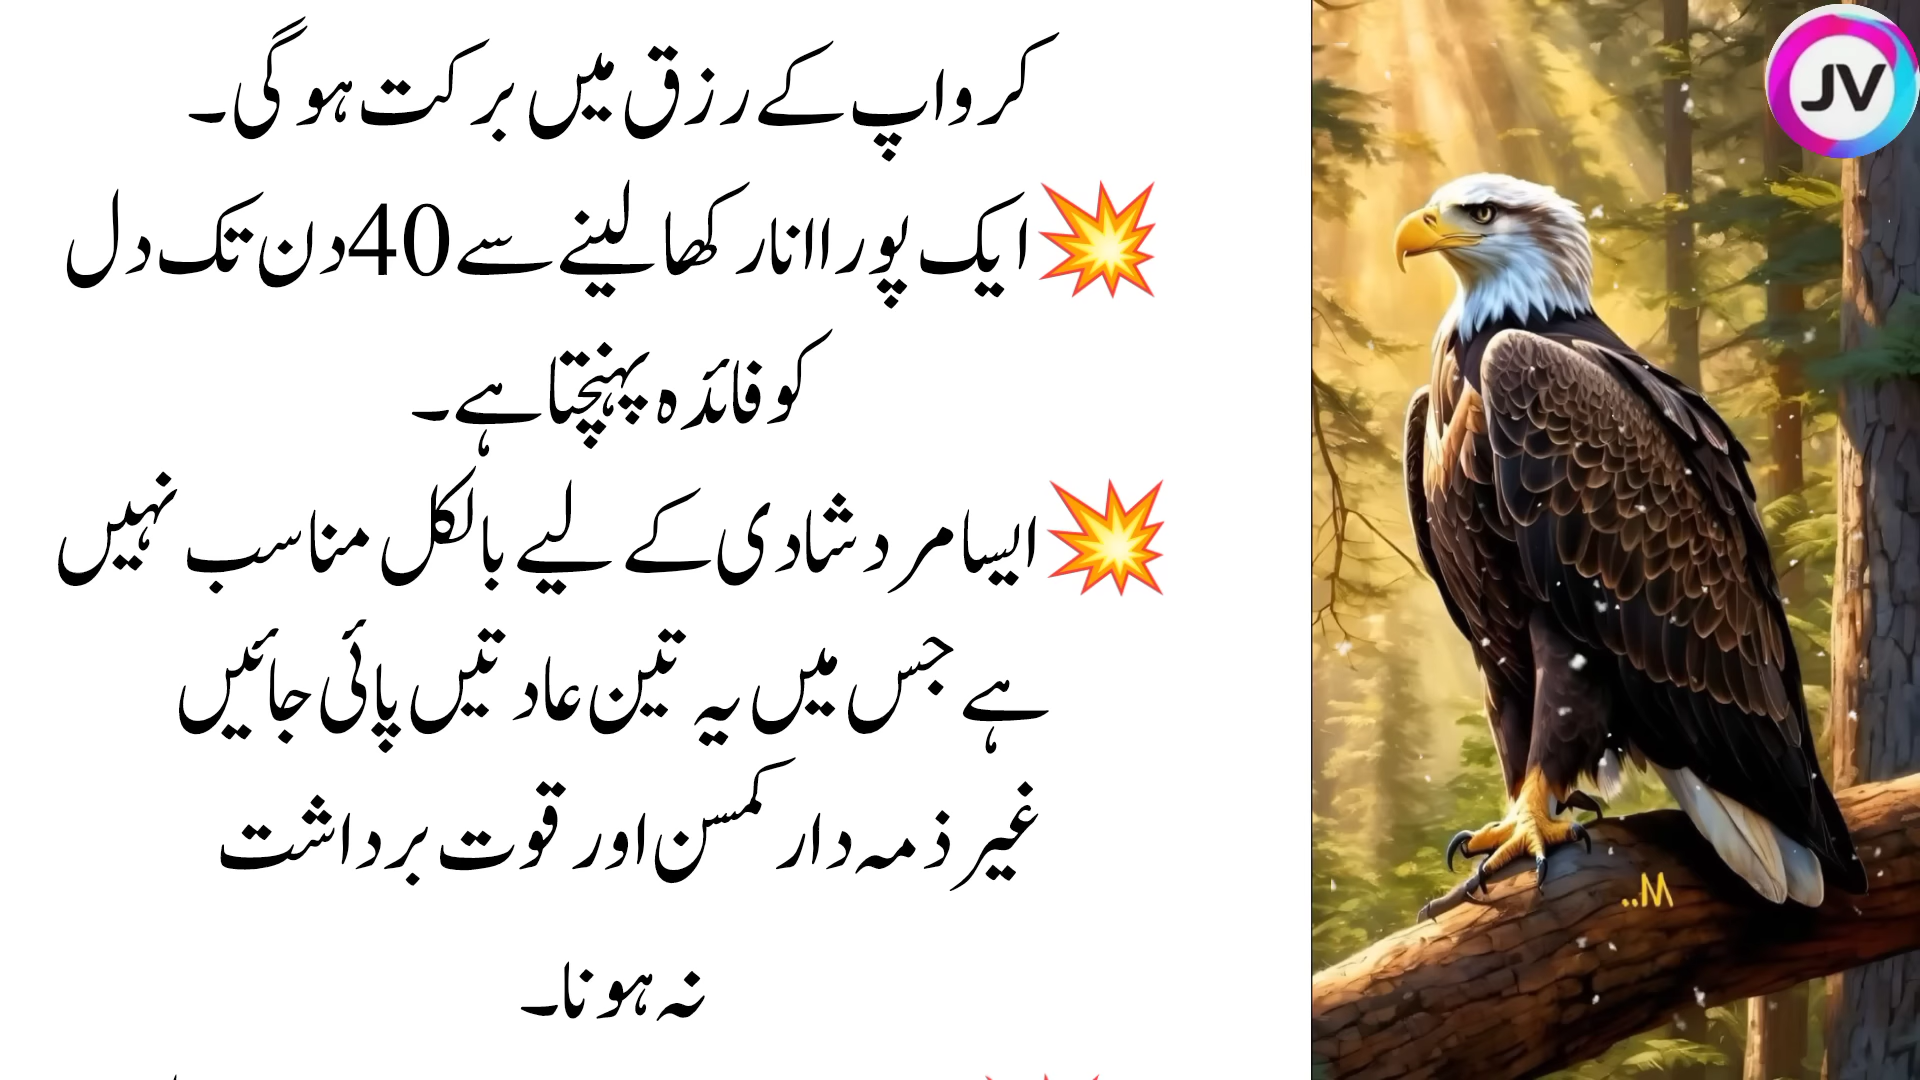 کرو اپ کے رزق میں برکت ہو گی۔
💥ایک پورا انار کھا لینے سے 40 دن تک دل
کو فائدہ پہنچتا ہے۔
💥ایسا مرد شادی کے لیے بالکل مناسب نہیں
ہے جس میں یہ تین عادتیں پائی جائیں
غیر ذمہ دار کمسن اور قوت برداشت
نہ ہونا۔
JV
..M